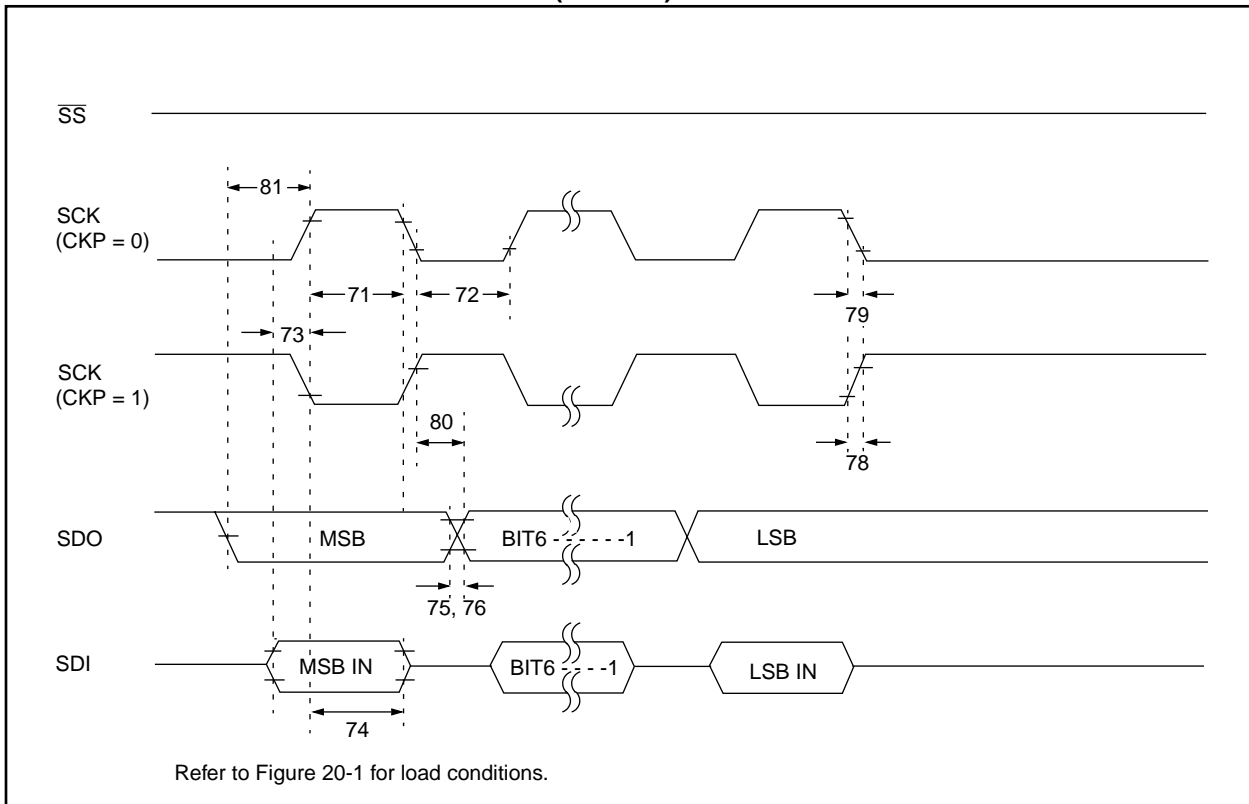 SS
81
SCK
(CKP = 0)
71
72
79
73
SCK
(CKP = 1)
80
78
SDO
MSB
BIT6 - - - - - -1
LSB
75, 76
SDI
MSB IN
BIT6 - - - -1
LSB IN
74
Refer to Figure 20-1 for load conditions.